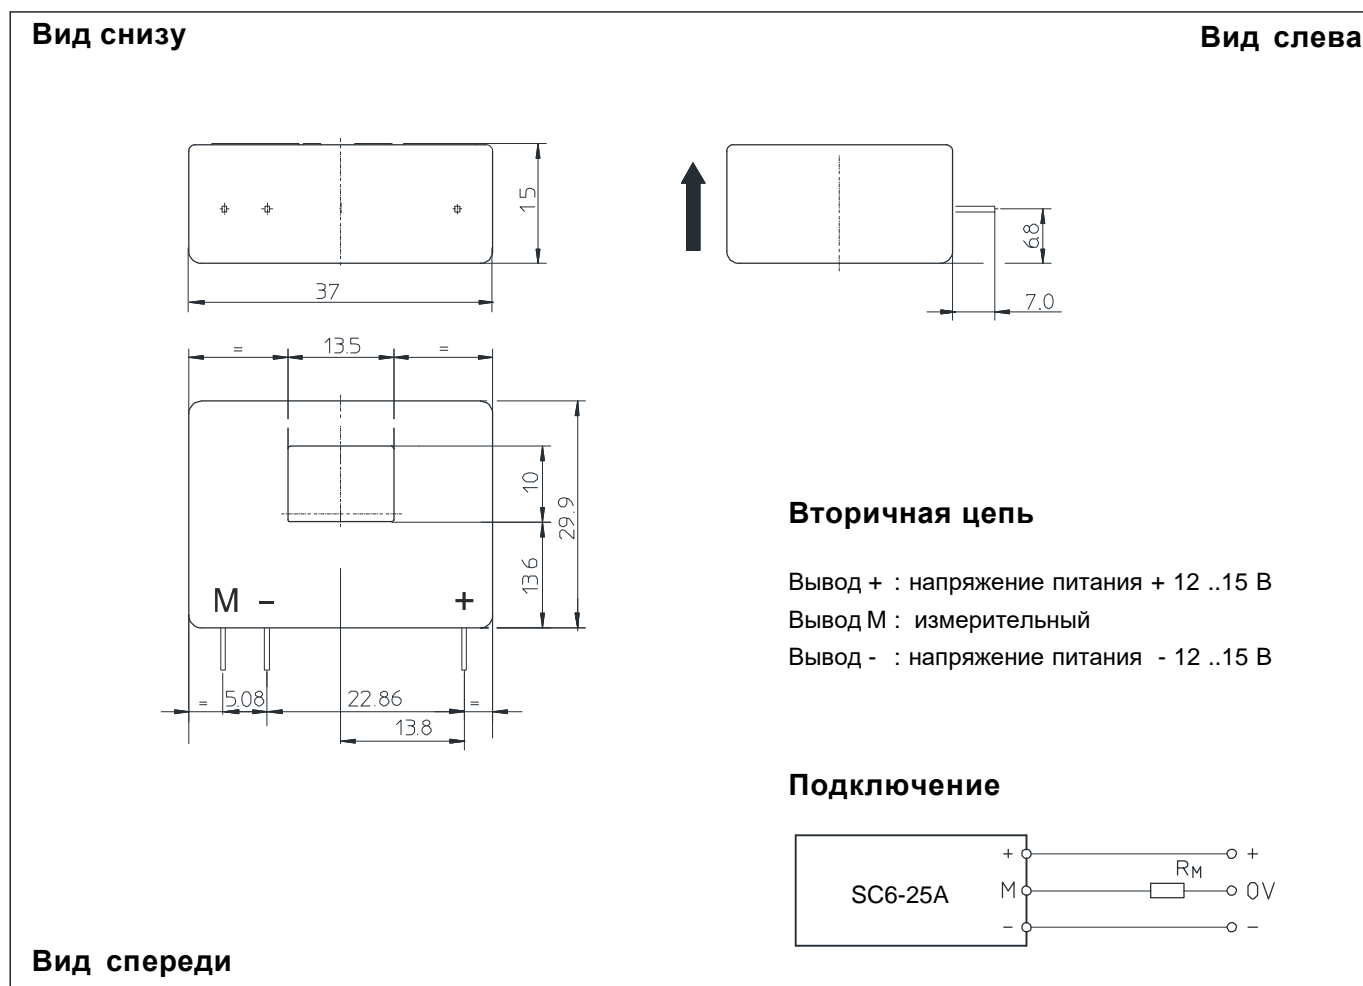 Вид снизу
Вид слева
15
37
6.8
7.0
= 13.5 =
10
29.9
13.6
M - +
= 5.08 22.86 =
13.8
Вторичная цепь
Вывод + : напряжение питания + 12 ..15 В
Вывод М : измерительный
Вывод - : напряжение питания - 12 ..15 В
Подключение
+ +
SC6-25A M RM 0V
- -
Вид спереди